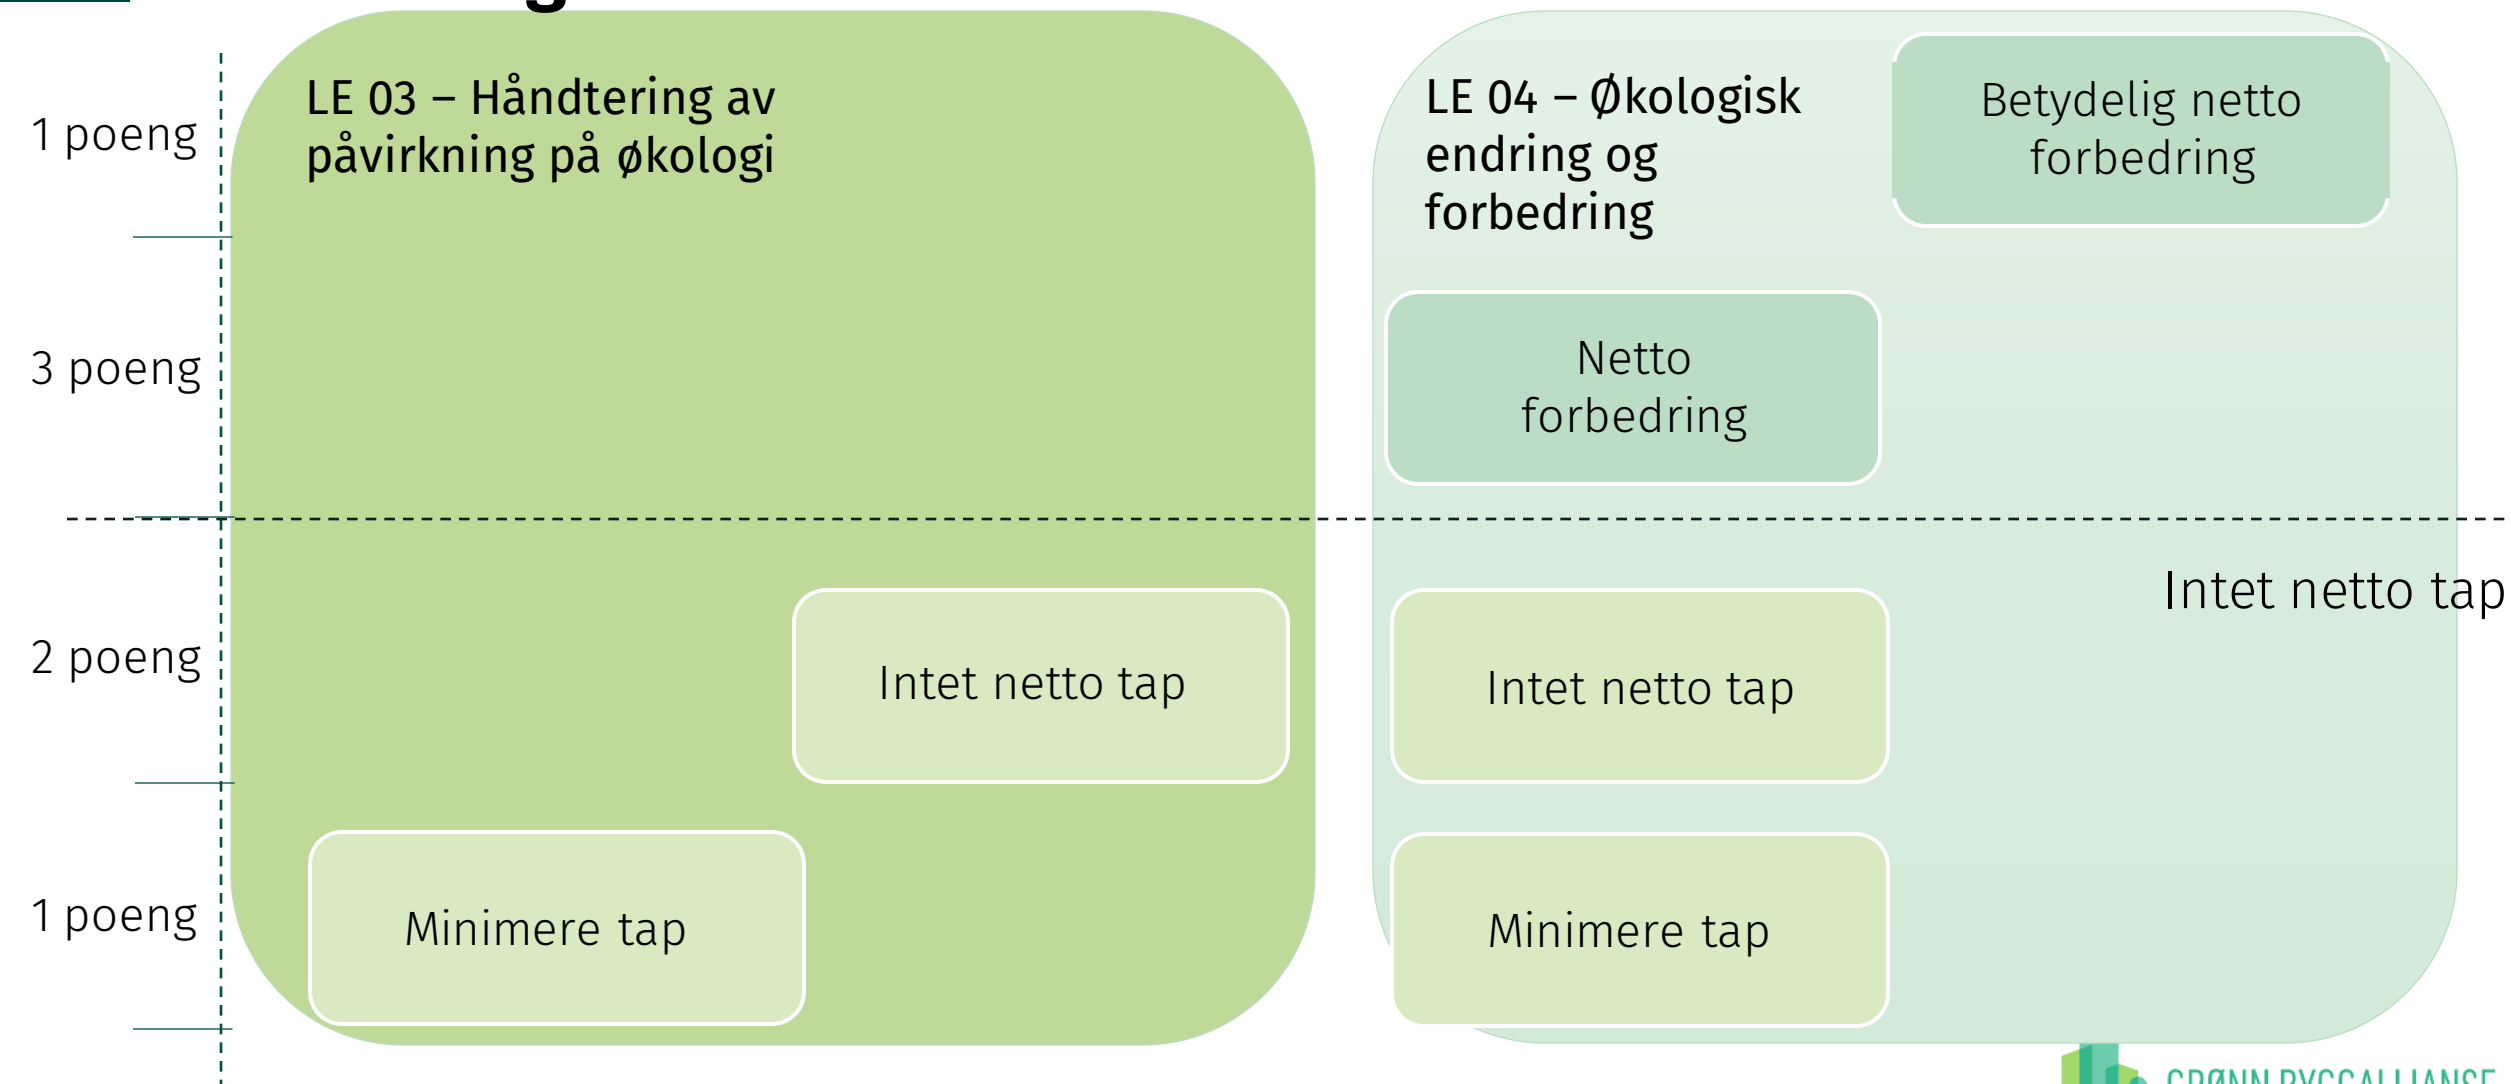 LE 03 – Håndtering av
påvirkning på økologi
LE 04 – Økologisk
endring og
forbedring
Betydelig netto
forbedring
1 poeng
3 poeng
Netto
forbedring
Intet netto tap
2 poeng
Intet netto tap
Intet netto tap
1 poeng
Minimere tap
Minimere tap
GRØNN BYGGALLIANSE